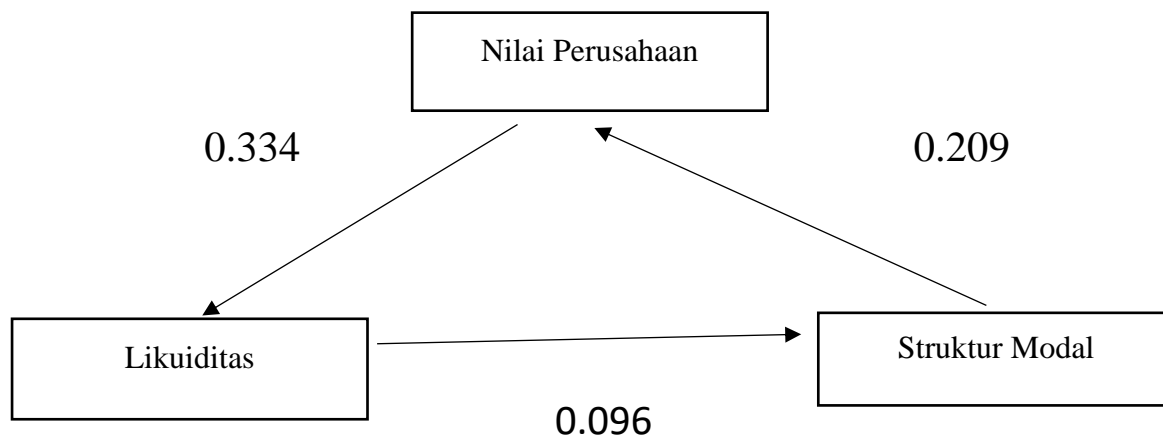 Nilai Perusahaan
0.334
0.209
Likuiditas
Struktur Modal
0.096